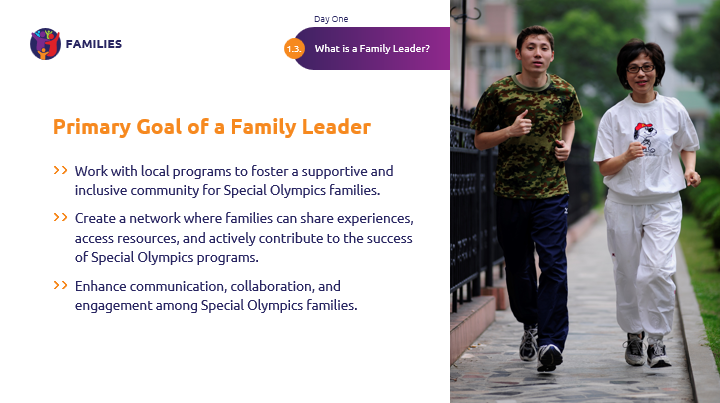 Day One
FAMILIES
1.3.
What is a Family Leader?
Primary Goal of a Family Leader
>> Work with local programs to foster a supportive and
inclusive community for Special Olympics families.
>> Create a network where families can share experiences,
access resources, and actively contribute to the success
of Special Olympics programs.
>> Enhance communication, collaboration, and
engagement among Special Olympics families.